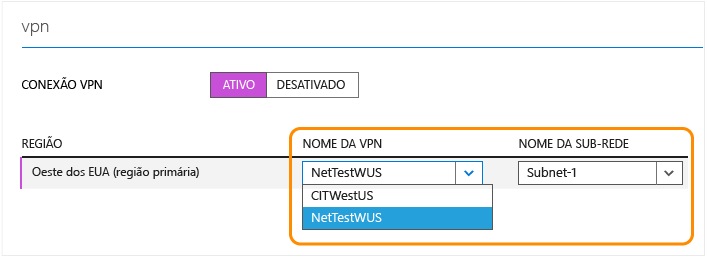 vpn
CONEXÃO VPN ATIVO DESATIVADO
REGIÃO NOME DA VPN NOME DA SUB-REDE
Oeste dos EUA (região primária) NetTestWUS Subnet-1
CITWestUS
NetTestWUS